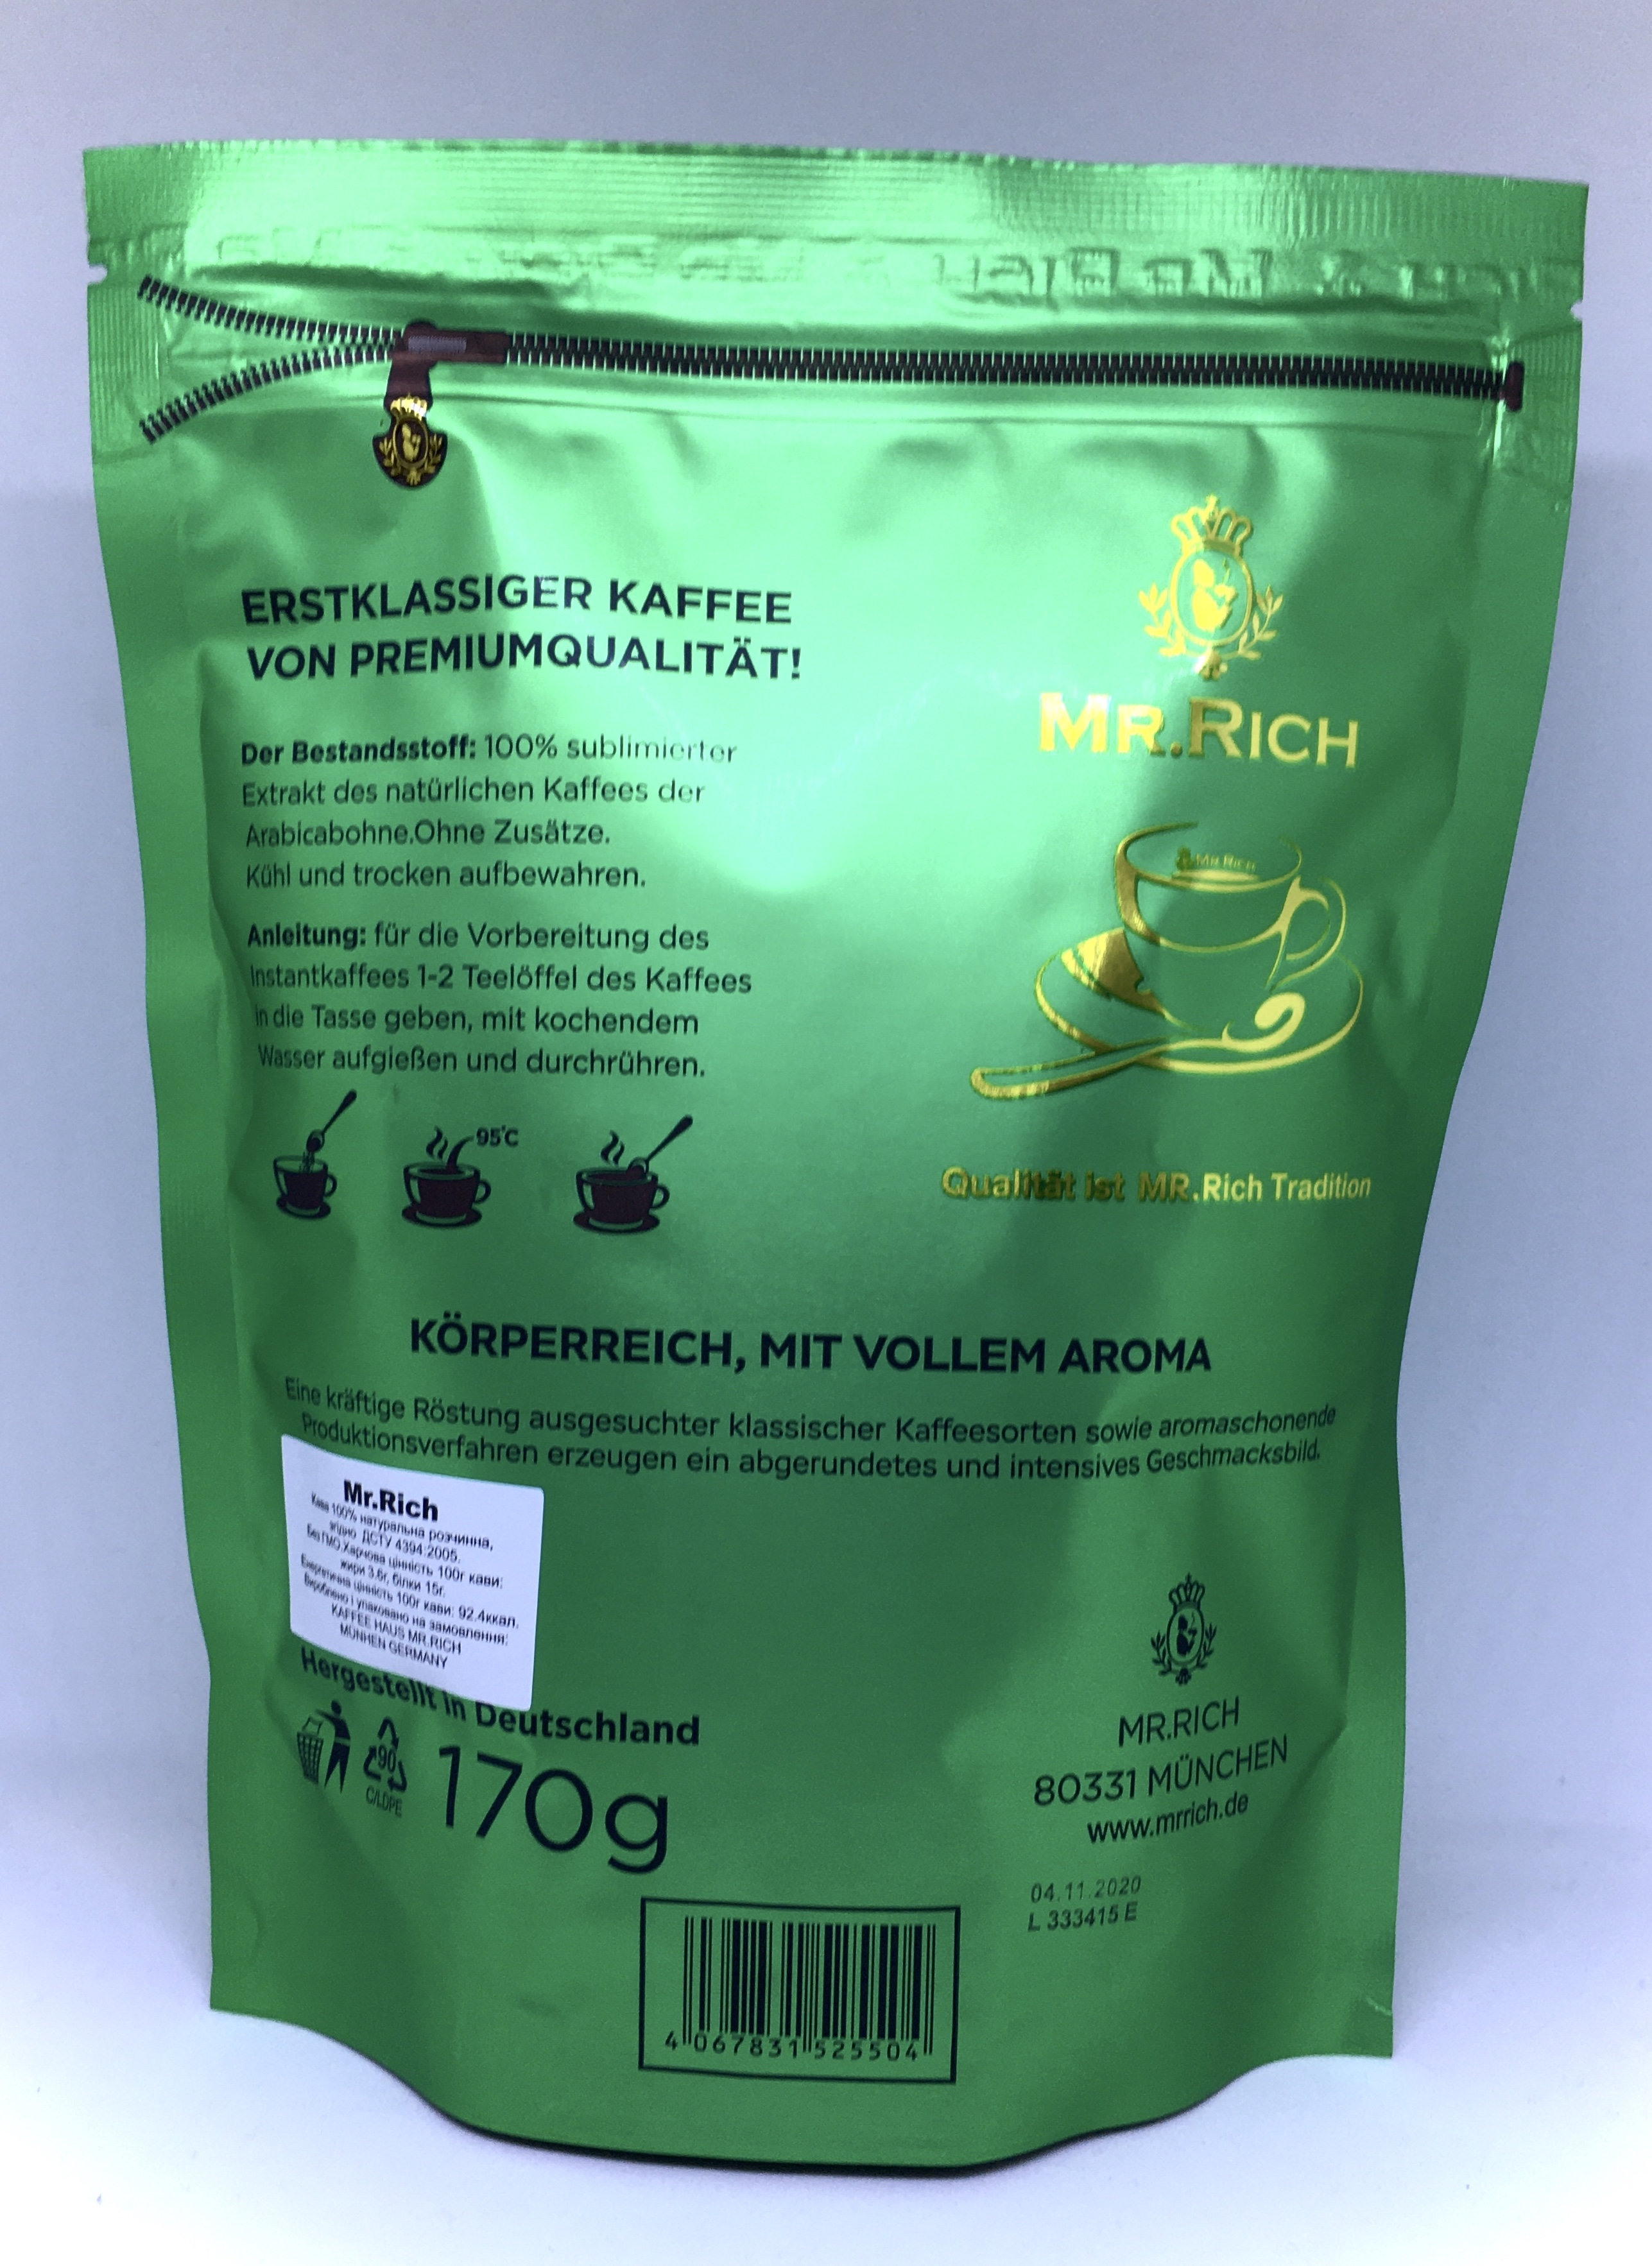 ERSTKLASSIGER KAFFEE
VON PREMIUMQUALITÄT!
Der Bestandsstoff: 100% sublimierter
Extrakt des natürlichen Kaffees der
Arabicabohne.Ohne Zusätze.
Kühl und trocken aufbewahren.
Anleitung: für die Vorbereitung des
Instantkaffees 1-2 Teelöffel des Kaffees
in die Tasse geben, mit kochendem
Wasser aufgießen und durchrühren.
95°C
MR.RICH
MR.RICH
Qualität ist MR.Rich Tradition
KÖRPERREICH, MIT VOLLEM AROMA
Eine kräftige Röstung ausgesuchter klassischer Kaffeesorten sowie aromaschonende
Produktionsverfahren erzeugen ein abgerundetes und intensives Geschmacksbild.
Mr.Rich
Кава 100% натуральна розчинна,
згідно ДСТУ 4394:2005.
Без ГМО.Харчова цінність 100г кави:
жири 3.6г, білки 15г.
Енергетична цінність 100г кави: 92.4ккал.
Вироблено і упаковано на замовлення:
KAFFEE HAUS MR.RICH
MÜNHEN GERMANY
Hergestellt in Deutschland
90
C/LDPE
170g
MR.RICH
80331 MÜNCHEN
www.mrrich.de
04.11.2020
L 333415 E
4 067831 525504